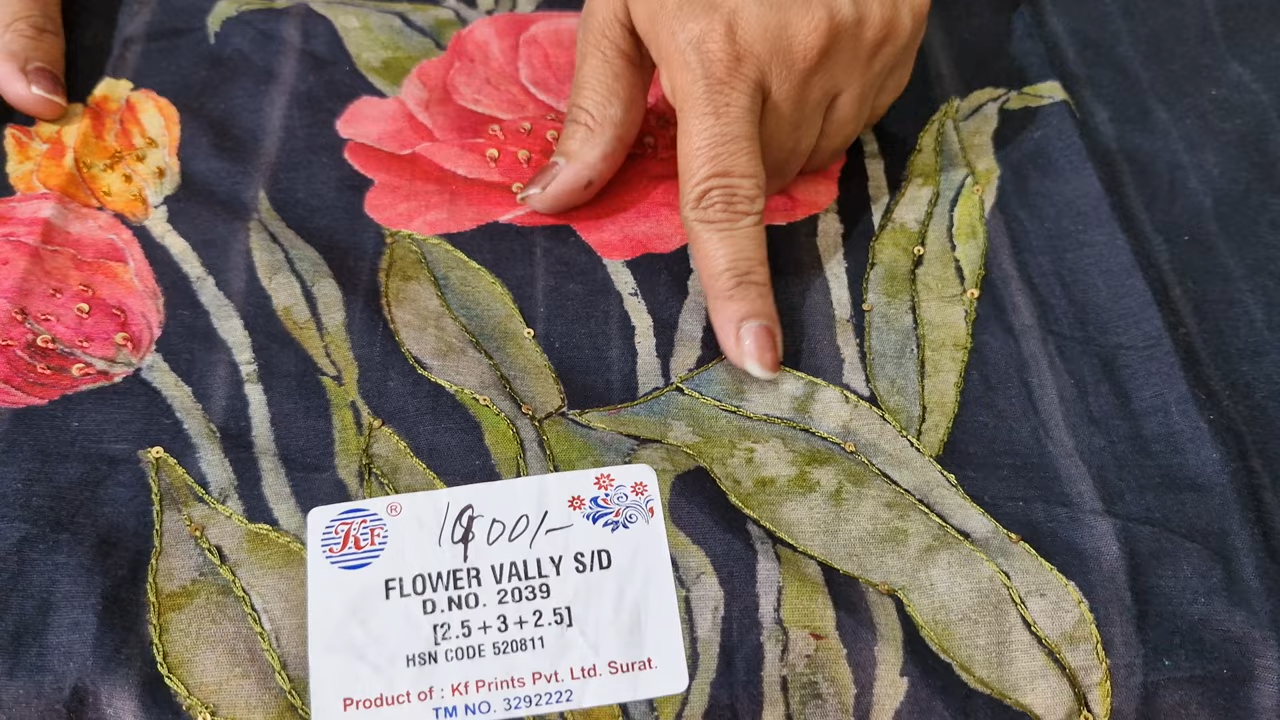 KF ®
FLOWER VALLY S/D
D.NO. 2039
[2.5+3+2.5]
HSN CODE 520811
Product of : Kf Prints Pvt. Ltd. Surat.
TM NO. 3292222